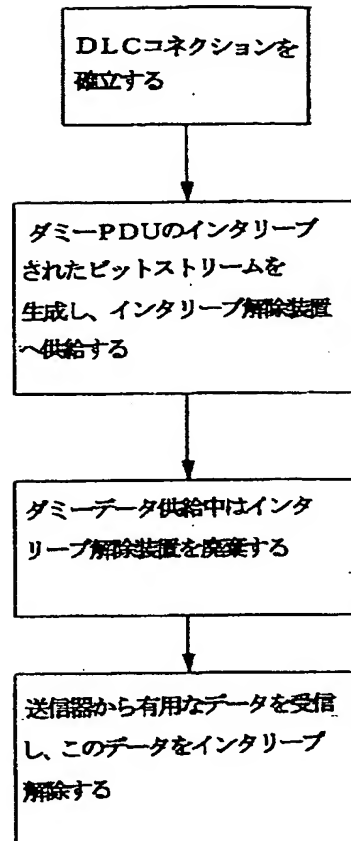 DLCコネクションを
確立する
ダミーPDUのインタリーブ
されたビットストリームを
生成し、インタリーブ解除装置
へ供給する
ダミーデータ供給中はインタ
リーブ解除装置を廃棄する
送信器から有用なデータを受信
し、このデータをインタリーブ
解除する